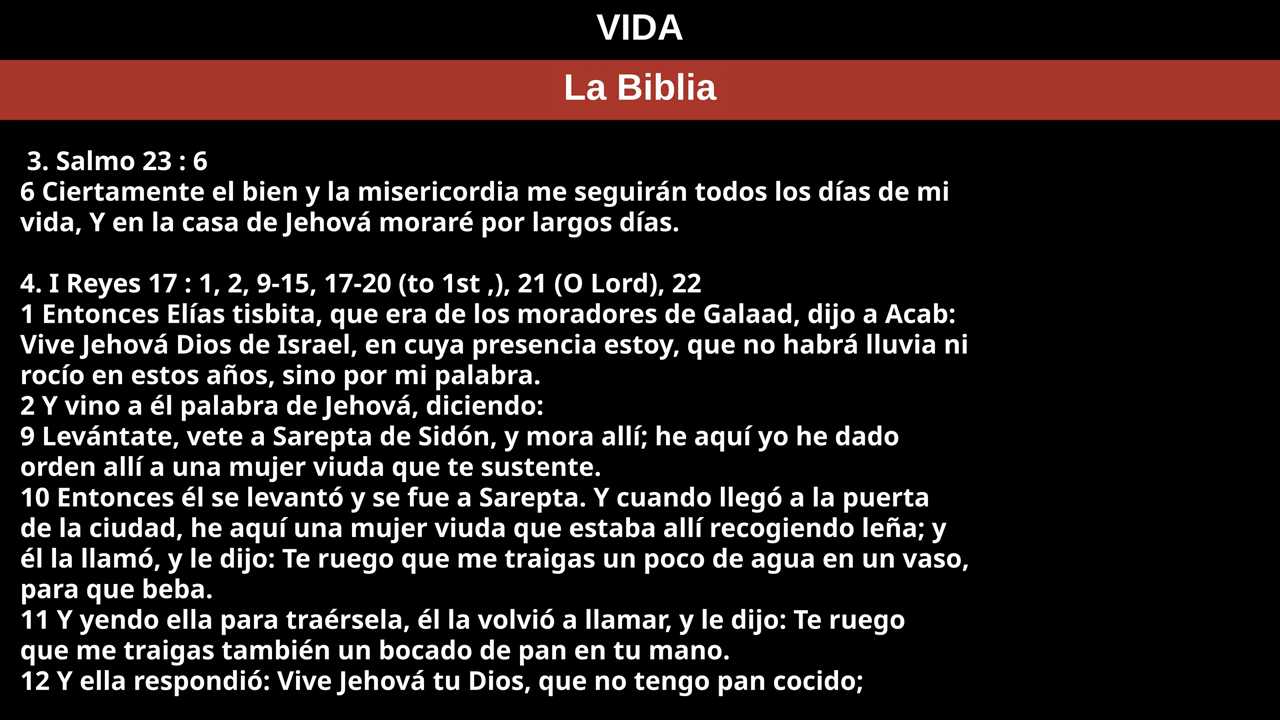 VIDA
La Biblia
3. Salmo 23 : 6
6 Ciertamente el bien y la misericordia me seguirán todos los días de mi
vida, Y en la casa de Jehová moraré por largos días.
4. I Reyes 17 : 1, 2, 9-15, 17-20 (to 1st ,), 21 (O Lord), 22
1 Entonces Elías tisbita, que era de los moradores de Galaad, dijo a Acab:
Vive Jehová Dios de Israel, en cuya presencia estoy, que no habrá lluvia ni
rocío en estos años, sino por mi palabra.
2 Y vino a él palabra de Jehová, diciendo:
9 Levántate, vete a Sarepta de Sidón, y mora allí; he aquí yo he dado
orden allí a una mujer viuda que te sustente.
10 Entonces él se levantó y se fue a Sarepta. Y cuando llegó a la puerta
de la ciudad, he aquí una mujer viuda que estaba allí recogiendo leña; y
él la llamó, y le dijo: Te ruego que me traigas un poco de agua en un vaso,
para que beba.
11 Y yendo ella para traérsela, él la volvió a llamar, y le dijo: Te ruego
que me traigas también un bocado de pan en tu mano.
12 Y ella respondió: Vive Jehová tu Dios, que no tengo pan cocido;